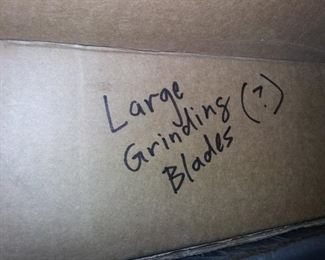 Large
Grinding (?)
Blades